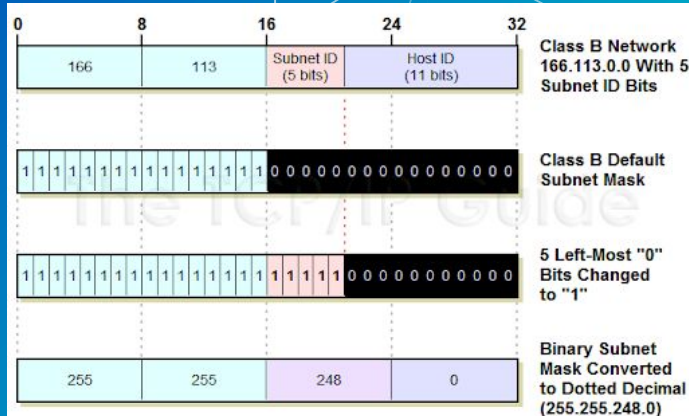 0 8 16 24 32
166 113 Subnet ID Host ID
(5 bits) (11 bits)
Class B Network
166.113.0.0 With 5
Subnet ID Bits
1 1 1 1 1 1 1 1 1 1 1 1 1 1 1 1 0 0 0 0 0 0 0 0 0 0 0 0 0 0 0 0
Class B Default
Subnet Mask
The TCP/IP Guide
1 1 1 1 1 1 1 1 1 1 1 1 1 1 1 1 1 1 1 1 1 0 0 0 0 0 0 0 0 0 0 0
5 Left-Most "0"
Bits Changed
to "1"
255 255 248 0
Binary Subnet
Mask Converted
to Dotted Decimal
(255.255.248.0)